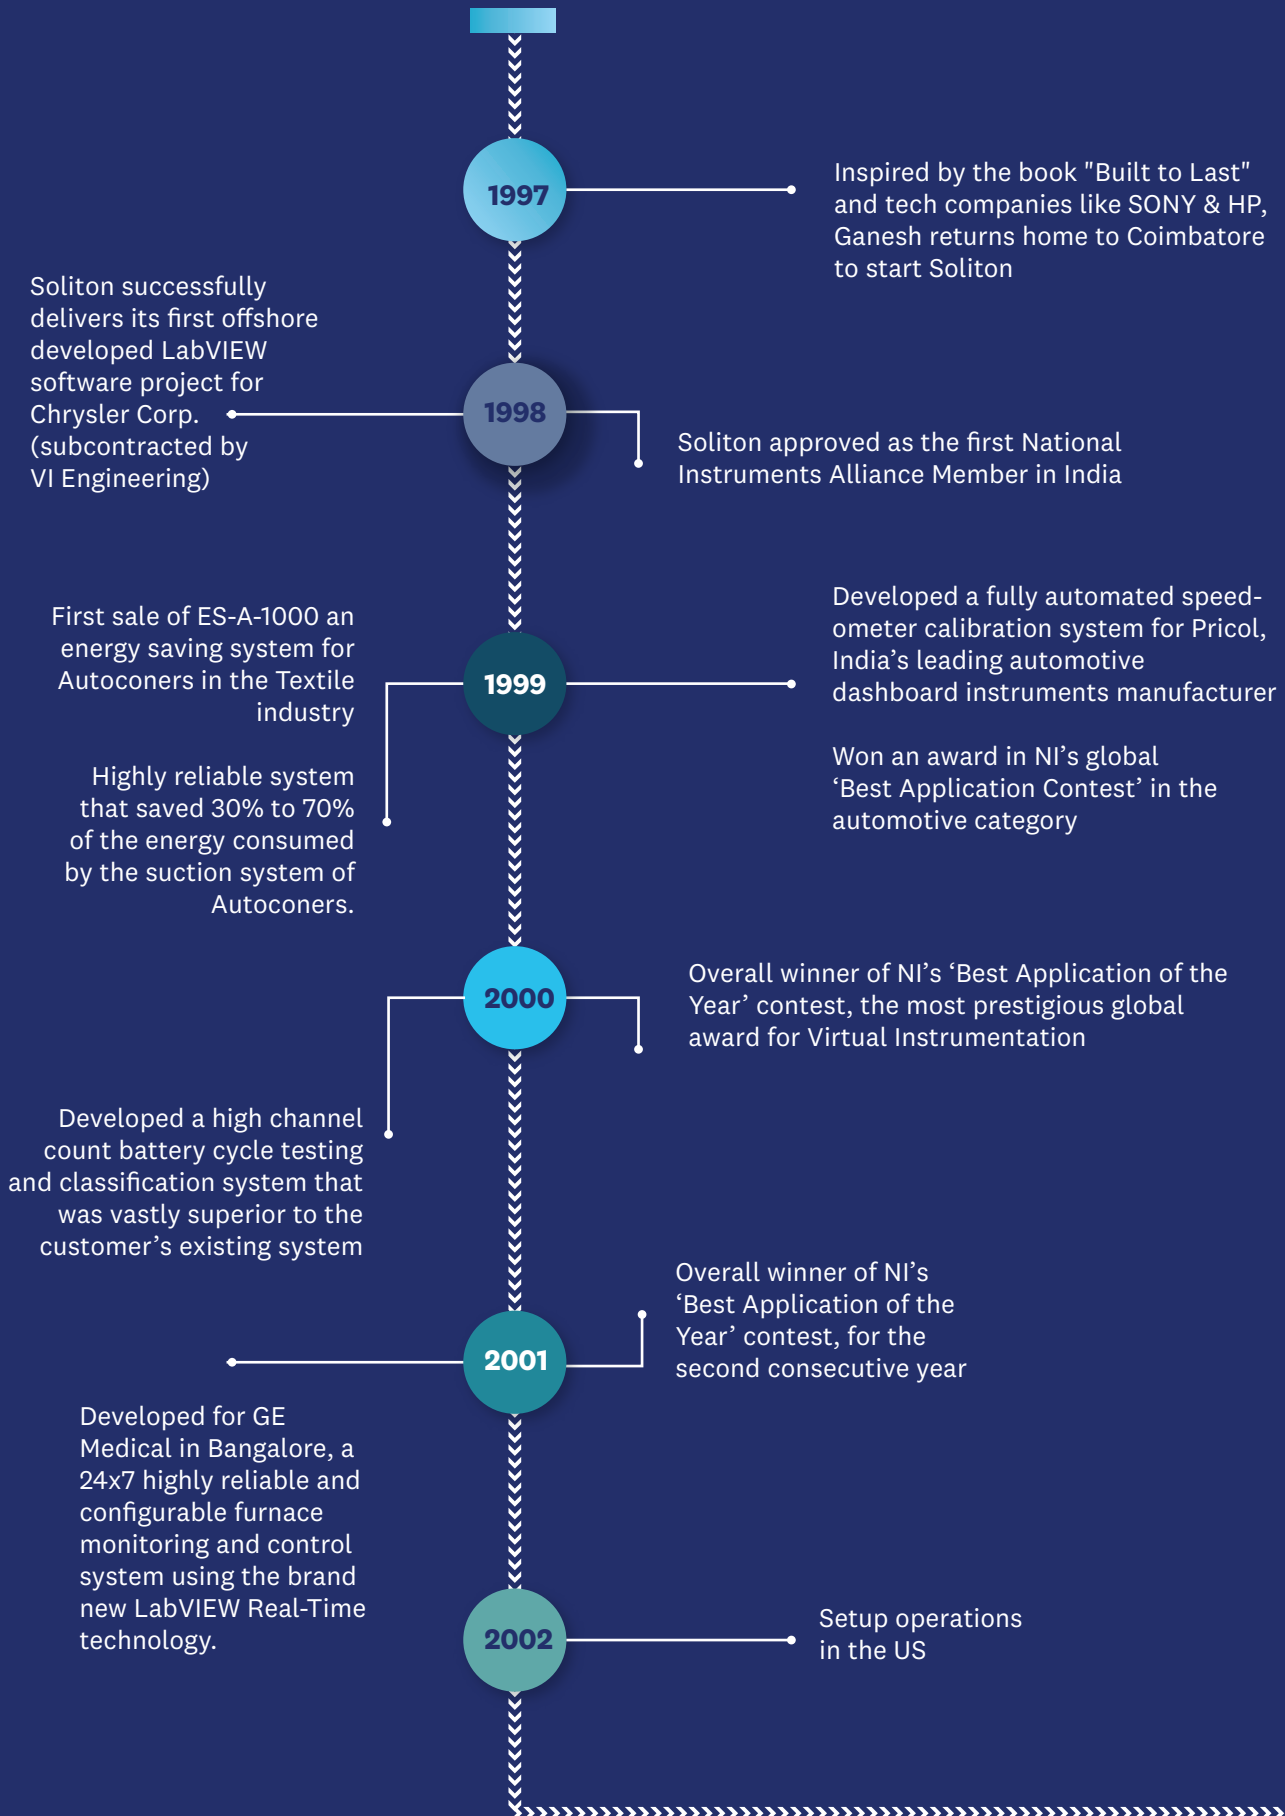 1997
Inspired by the book "Built to Last"
and tech companies like SONY & HP,
Ganesh returns home to Coimbatore
to start Soliton
Soliton successfully
delivers its first offshore
developed LabVIEW
software project for
Chrysler Corp.
(subcontracted by
VI Engineering)
1998
Soliton approved as the first National
Instruments Alliance Member in India
First sale of ES-A-1000 an
energy saving system for
Autoconers in the Textile
industry
Highly reliable system
that saved 30% to 70%
of the energy consumed
by the suction system of
Autoconers.
1999
Developed a fully automated speed-
ometer calibration system for Pricol,
India’s leading automotive
dashboard instruments manufacturer
Won an award in NI’s global
‘Best Application Contest’ in the
automotive category
2000
Overall winner of NI’s ‘Best Application of the
Year’ contest, the most prestigious global
award for Virtual Instrumentation
Developed a high channel
count battery cycle testing
and classification system that
was vastly superior to the
customer’s existing system
2001
Overall winner of NI’s
‘Best Application of the
Year’ contest, for the
second consecutive year
Developed for GE
Medical in Bangalore, a
24x7 highly reliable and
configurable furnace
monitoring and control
system using the brand
new LabVIEW Real-Time
technology.
2002
Setup operations
in the US